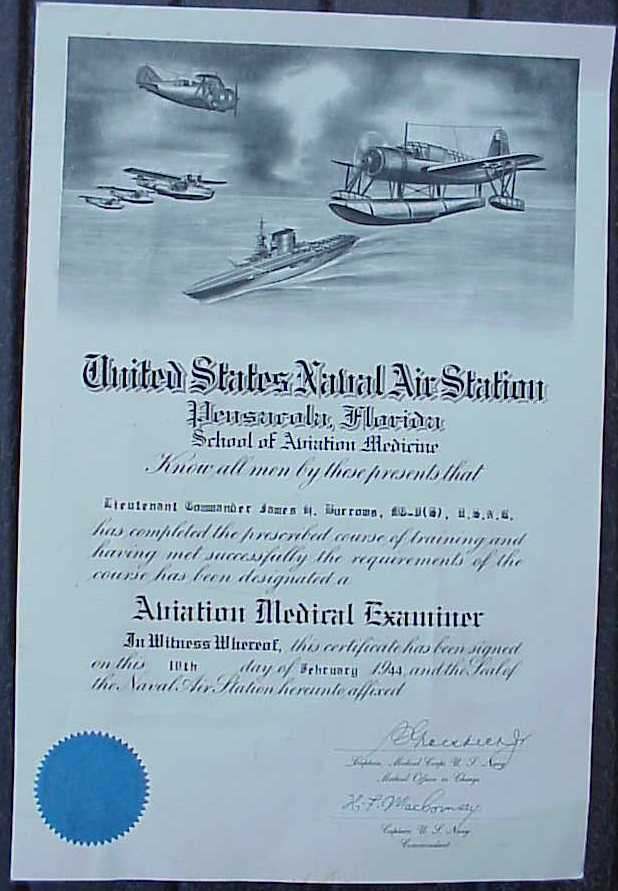 United States Naval Air Station
Pensacola, Florida
School of Aviation Medicine
Know all men by these presents that
Lieutenant Commander James H. Burrows, MC-V(S), U.S.N.R.
has completed the prescribed course of training and
having met successfully the requirements of the
course has been designated a
Aviation Medical Examiner
In Witness Whereof, this certificate has been signed
on this 10th day of February 1944, and the Seal of
the Naval Air Station hereunto affixed
Captain, Medical Corps U. S. Navy
Medical Officer in Charge
Captain U. S. Navy
Commandant